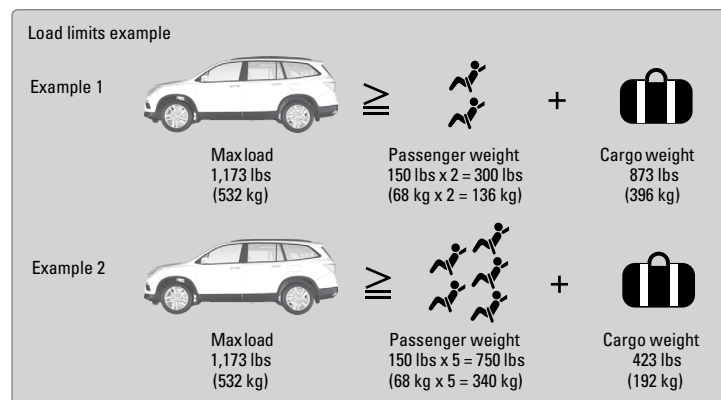 Load limits example
Example 1
≧
+
Max load
1,173 lbs
(532 kg)
Passenger weight
150 lbs x 2 = 300 lbs
(68 kg x 2 = 136 kg)
Cargo weight
873 lbs
(396 kg)
Example 2
≧
+
Max load
1,173 lbs
(532 kg)
Passenger weight
150 lbs x 5 = 750 lbs
(68 kg x 5 = 340 kg)
Cargo weight
423 lbs
(192 kg)